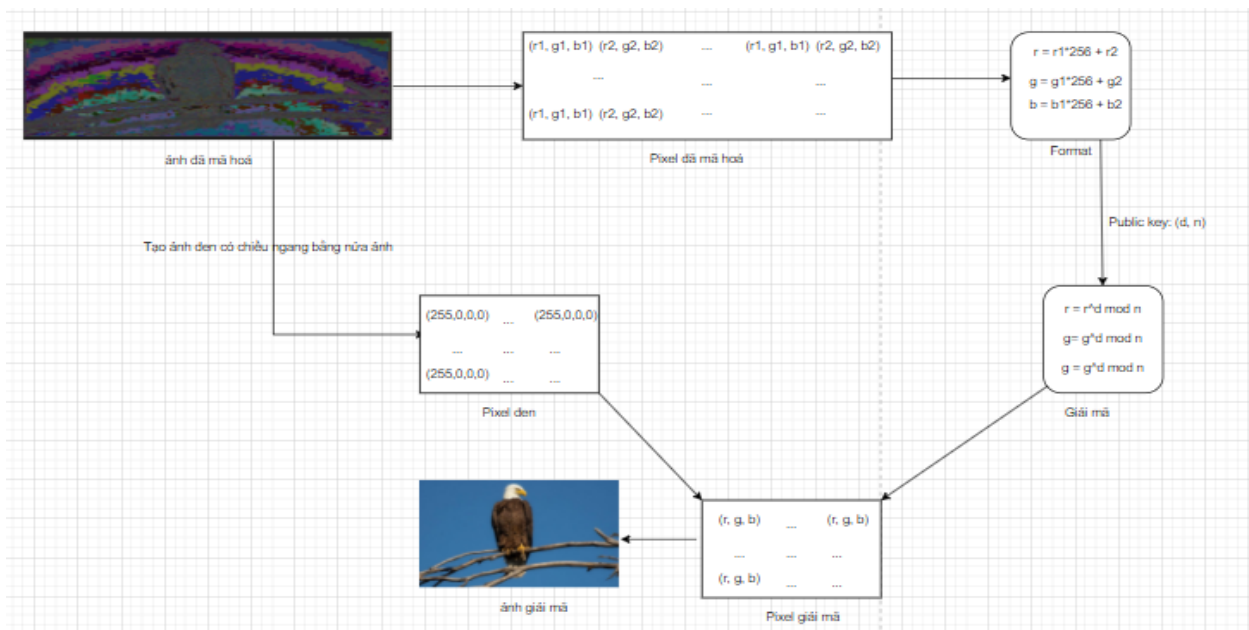 (r1, g1, b1) (r2, g2, b2) .... (r1, g1, b1) (r2, g2, b2)
... ....
.... ...
(r1, g1, b1) (r2, g2, b2) .... ...
Pixel đã mã hoá
ảnh đã mã hoá
r = r1*256 + r2
g = g1*256 + g2
b = b1*256 + b2
Format
Public key: (d, n)
Tạo ảnh đen có chiều ngang bằng nửa ảnh
(255,0,0,0) ... (255,0,0,0)
... ... ...
(255,0,0,0) ... ...
Pixel đen
r = r^d mod n
g= g^d mod n
g = g^d mod n
Giải mã
(r, g, b) ... (r, g, b)
... ... ...
(r, g, b) ... ...
Pixel giải mã
ảnh giải mã